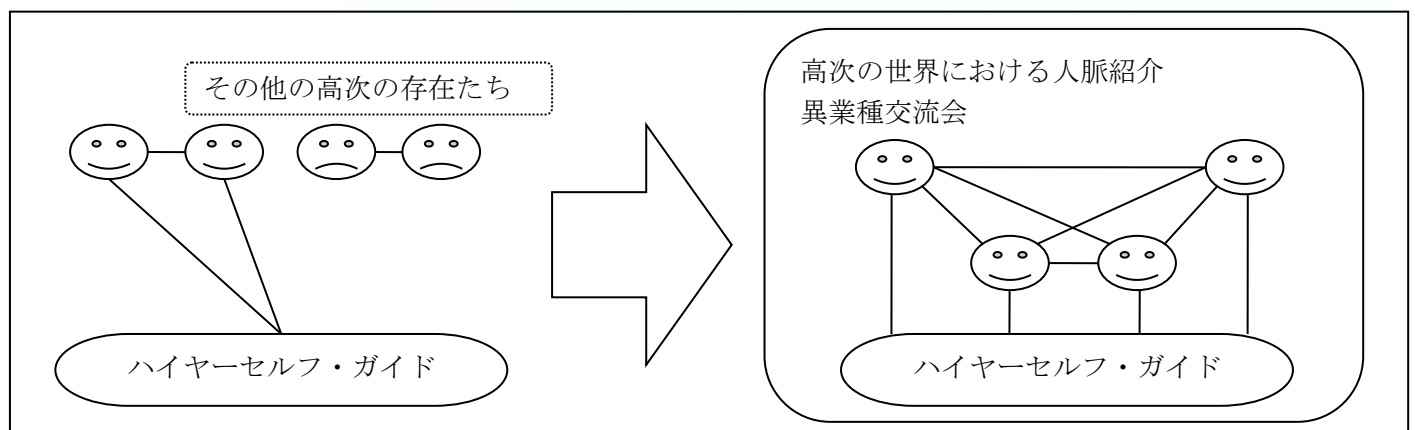 その他の高次の存在たち
ハイヤーセルフ・ガイド
高次の世界における人脈紹介
異業種交流会
ハイヤーセルフ・ガイド